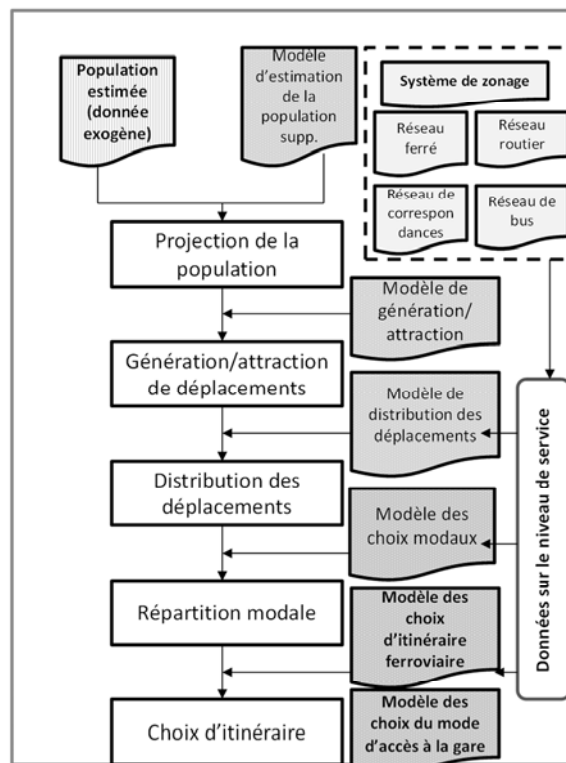 Population
estimée
(donnée
exogène)
Modèle
d'estimation
de la
population
supp.
Système de zonage
Réseau
ferré
Réseau
routier
Réseau de
correspon
dances
Réseau de
bus
Projection de la
population
Modèle de
génération/
attraction
Génération/attraction
de déplacements
Modèle de
distribution des
déplacements
Distribution des
déplacements
Modèle des
choix modaux
Données sur le niveau de service
Répartition modale
Modèle des
choix
d'itinéraire
ferroviaire
Choix d'itinéraire
Modèle des
choix du mode
d'accès à la gare